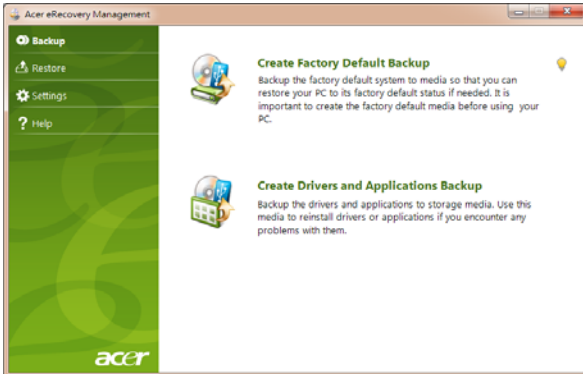 Acer eRecovery Management
Backup
Restore
Settings
Help
Create Factory Default Backup
Backup the factory default system to media so that you can
restore your PC to its factory default status if needed. It is
important to create the factory default media before using your
PC.
Create Drivers and Applications Backup
Backup the drivers and applications to storage media. Use this
media to reinstall drivers or applications if you encounter any
problems with them.
acer